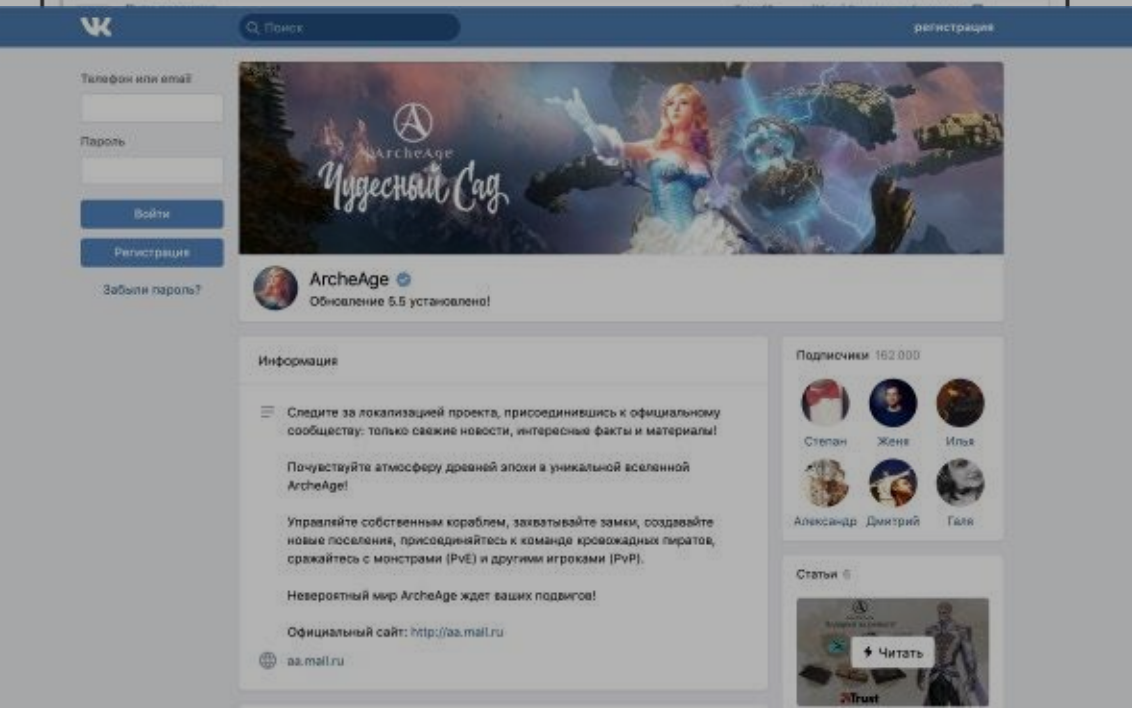 Поиск
регистрация
Телефон или email
Пароль
Войти
Регистрация
Забыли пароль?
ArcheAge
Чудесный Сад
ArcheAge
Обновление 5.5 установлено!
Информация
Следите за локализацией проекта, присоединившись к официальному
сообществу: только свежие новости, интересные факты и материалы!
Почувствуйте атмосферу древней эпохи в уникальной вселенной
ArcheAge!
Управляйте собственным кораблем, захватывайте замки, создавайте
новые поселения, присоединяйтесь к команде кровожадных пиратов,
сражайтесь с монстрами (PvE) и другими игроками (PvP).
Невероятный мир ArcheAge ждет ваших подвигов!
Официальный сайт: http://aa.mail.ru
aa.mail.ru
Подписчики 162 000
Степан Женя Илья
Александр Дмитрий Галя
Статьи 6
Читать
Trust